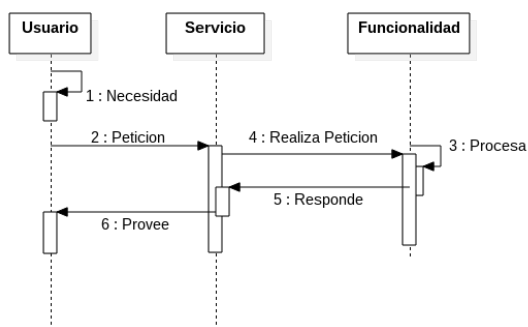 Usuario
Servicio
Funcionalidad
1 : Necesidad
2 : Peticion
4 : Realiza Peticion
3 : Procesa
5 : Responde
6 : Provee